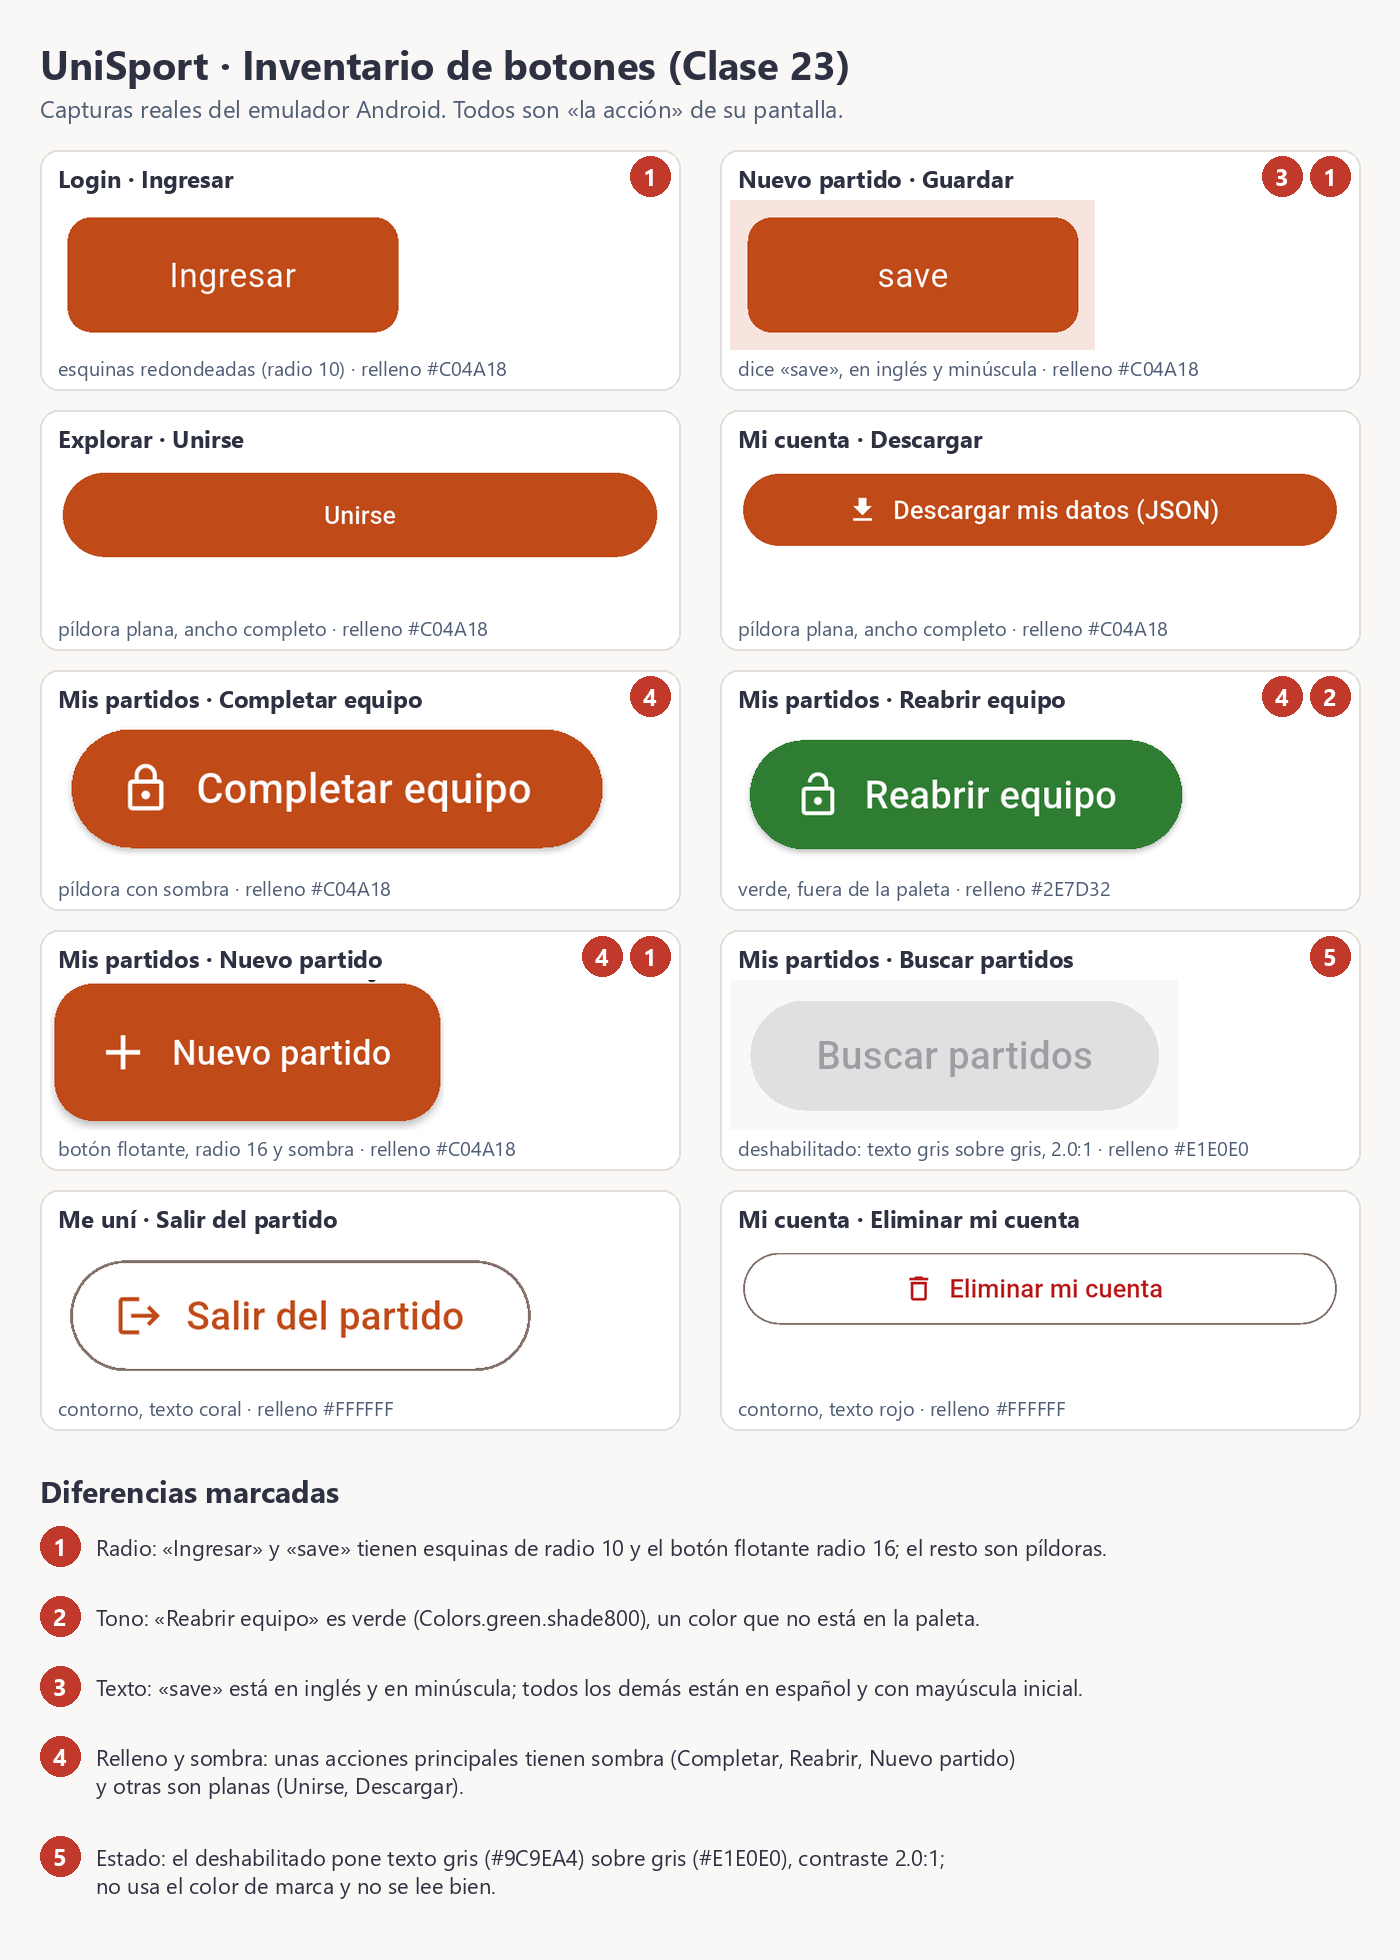 UniSport · Inventario de botones (Clase 23)
Capturas reales del emulador Android. Todos son «la acción» de su pantalla.
Login · Ingresar
1
Ingresar
esquinas redondeadas (radio 10) · relleno #C04A18
Nuevo partido · Guardar
3 1
save
dice «save», en inglés y minúscula · relleno #C04A18
Explorar · Unirse
Unirse
píldora plana, ancho completo · relleno #C04A18
Mi cuenta · Descargar
Descargar mis datos (JSON)
píldora plana, ancho completo · relleno #C04A18
Mis partidos · Completar equipo
4
Completar equipo
píldora con sombra · relleno #C04A18
Mis partidos · Reabrir equipo
4 2
Reabrir equipo
verde, fuera de la paleta · relleno #2E7D32
Mis partidos · Nuevo partido
4 1
Nuevo partido
botón flotante, radio 16 y sombra · relleno #C04A18
Mis partidos · Buscar partidos
5
Buscar partidos
deshabilitado: texto gris sobre gris, 2.0:1 · relleno #E1E0E0
Me uní · Salir del partido
Salir del partido
contorno, texto coral · relleno #FFFFFF
Mi cuenta · Eliminar mi cuenta
Eliminar mi cuenta
contorno, texto rojo · relleno #FFFFFF
Diferencias marcadas
1 Radio: «Ingresar» y «save» tienen esquinas de radio 10 y el botón flotante radio 16; el resto son píldoras.
2 Tono: «Reabrir equipo» es verde (Colors.green.shade800), un color que no está en la paleta.
3 Texto: «save» está en inglés y en minúscula; todos los demás están en español y con mayúscula inicial.
4 Relleno y sombra: unas acciones principales tienen sombra (Completar, Reabrir, Nuevo partido)
y otras son planas (Unirse, Descargar).
5 Estado: el deshabilitado pone texto gris (#9C9EA4) sobre gris (#E1E0E0), contraste 2.0:1;
no usa el color de marca y no se lee bien.